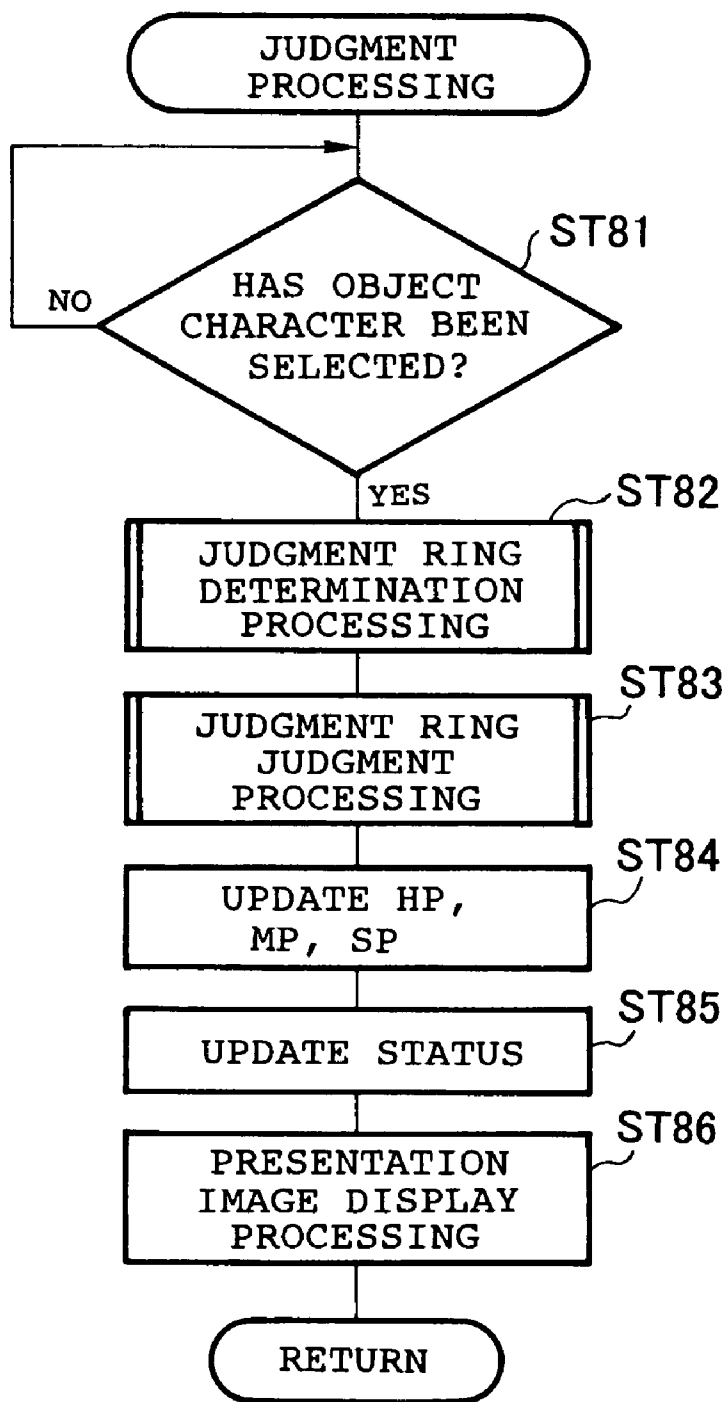 JUDGMENT
PROCESSING
ST81
HAS OBJECT
CHARACTER BEEN
SELECTED?
NO
YES
ST82
JUDGMENT RING
DETERMINATION
PROCESSING
ST83
JUDGMENT RING
JUDGMENT
PROCESSING
ST84
UPDATE HP,
MP, SP
ST85
UPDATE STATUS
ST86
PRESENTATION
IMAGE DISPLAY
PROCESSING
RETURN